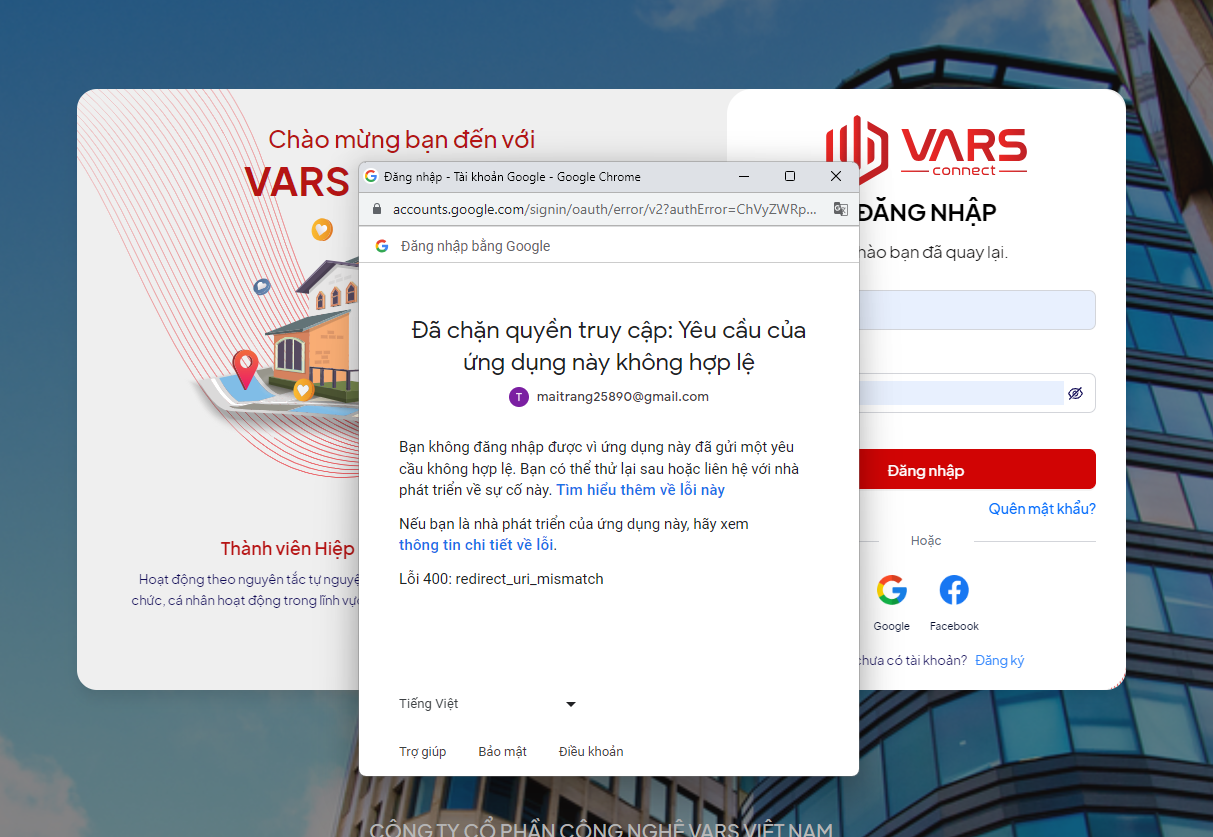 Chào mừng bạn đến với
VARS
Thành viên Hiệp
Hoạt động theo nguyên tắc tự nguyệ
chức, cá nhân hoạt động trong lĩnh vực
Đăng nhập - Tài khoản Google - Google Chrome
accounts.google.com/signin/oauth/error/v2?authError=ChVyZWRp...
Đăng nhập bằng Google
Đã chặn quyền truy cập: Yêu cầu của
ứng dụng này không hợp lệ
T maitrang25890@gmail.com
Bạn không đăng nhập được vì ứng dụng này đã gửi một yêu
cầu không hợp lệ. Bạn có thể thử lại sau hoặc liên hệ với nhà
phát triển về sự cố này. Tìm hiểu thêm về lỗi này
Nếu bạn là nhà phát triển của ứng dụng này, hãy xem
thông tin chi tiết về lỗi.
Lỗi 400: redirect_uri_mismatch
Tiếng Việt
Trợ giúp Bảo mật Điều khoản
VARS
connect
ĐĂNG NHẬP
hào bạn đã quay lại.
Đăng nhập
Quên mật khẩu?
Hoặc
Google Facebook
chưa có tài khoản? Đăng ký
CÔNG TY CỔ PHẦN CÔNG NGHỆ VARS VIỆT NAM